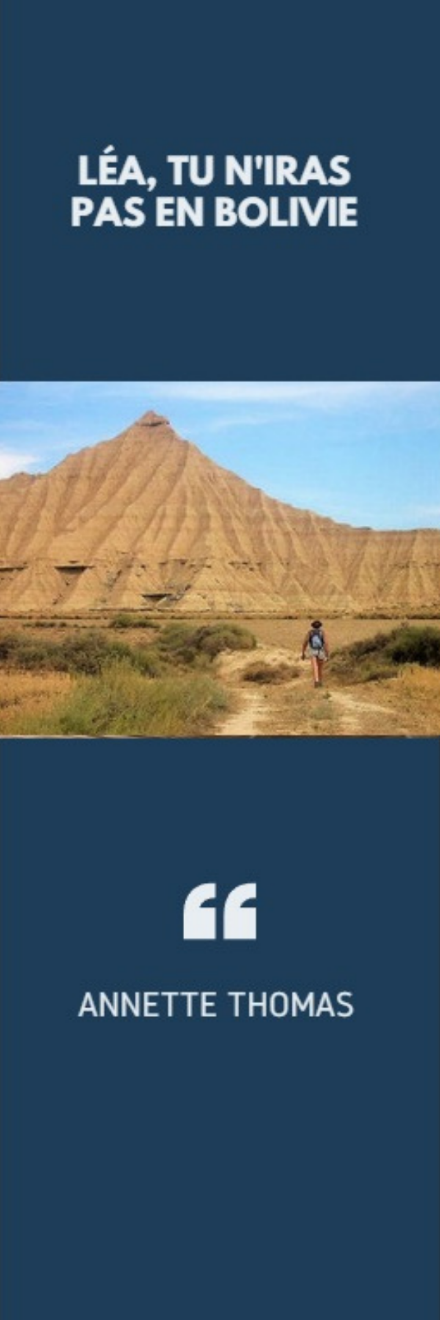 LÉA, TU N'IRAS
PAS EN BOLIVIE
“
ANNETTE THOMAS